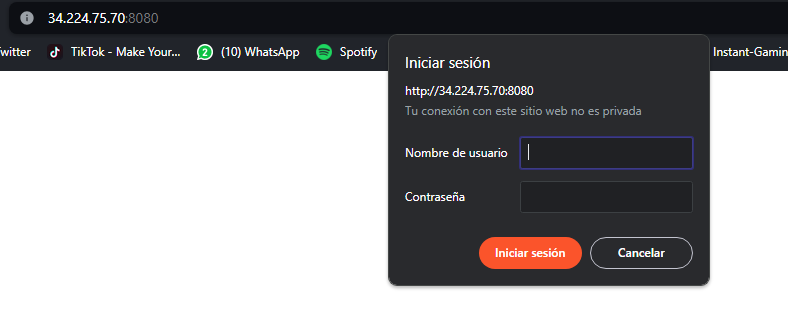 34.224.75.70:8080
Twitter TikTok - Make Your... 2 (10) WhatsApp Spotify Instant-Gamin
Iniciar sesión
http://34.224.75.70:8080
Tu conexión con este sitio web no es privada
Nombre de usuario
Contraseña
Iniciar sesión Cancelar